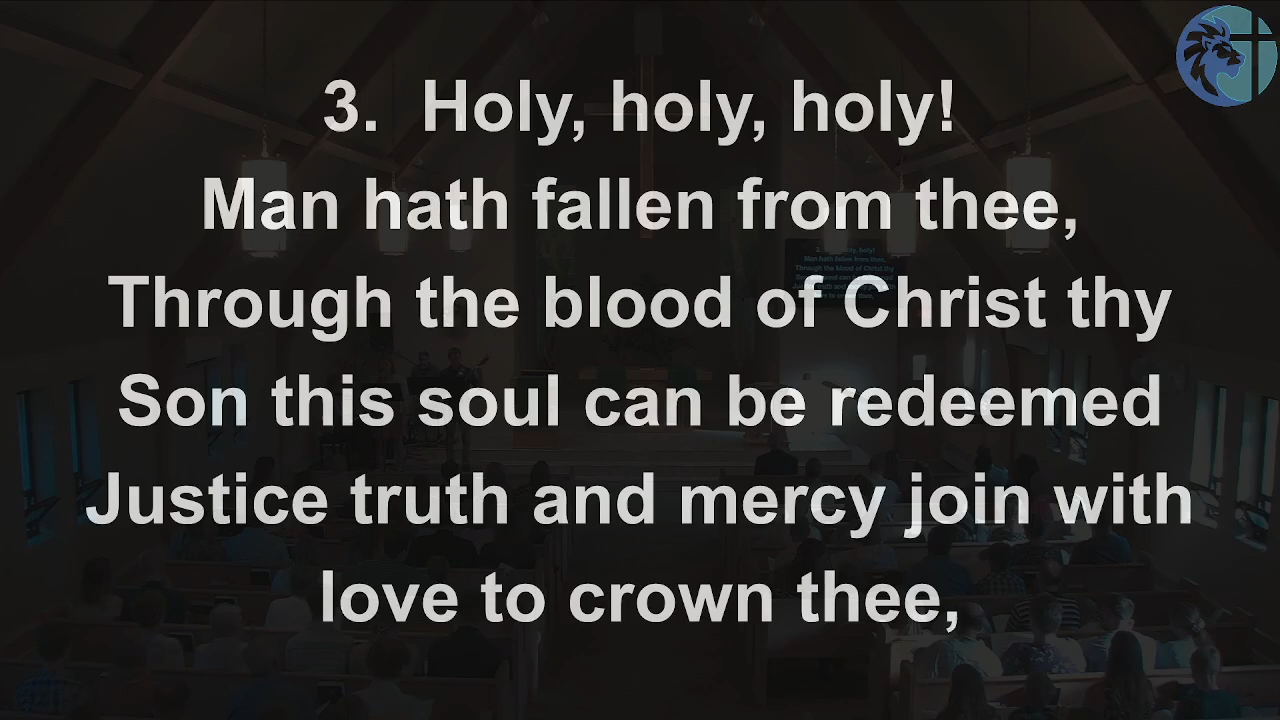 3. Holy, holy, holy!
Man hath fallen from thee,
Through the blood of Christ thy
Son this soul can be redeemed
Justice truth and mercy join with
love to crown thee,